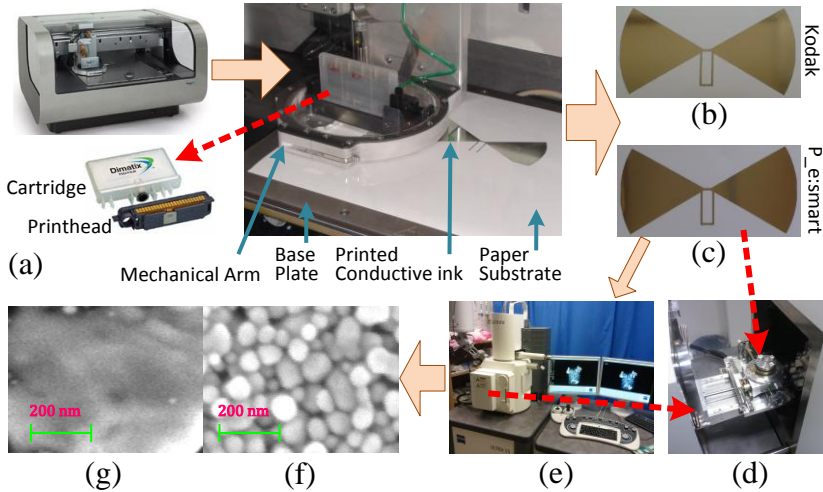 Dimatix
Cartridge
Printhead
(a)
Mechanical Arm
Base
Plate
Printed
Conductive ink
Paper
Substrate
Kodak
(b)
P_e:smart
(c)
200 nm
200 nm
(g)
(f)
(e)
(d)